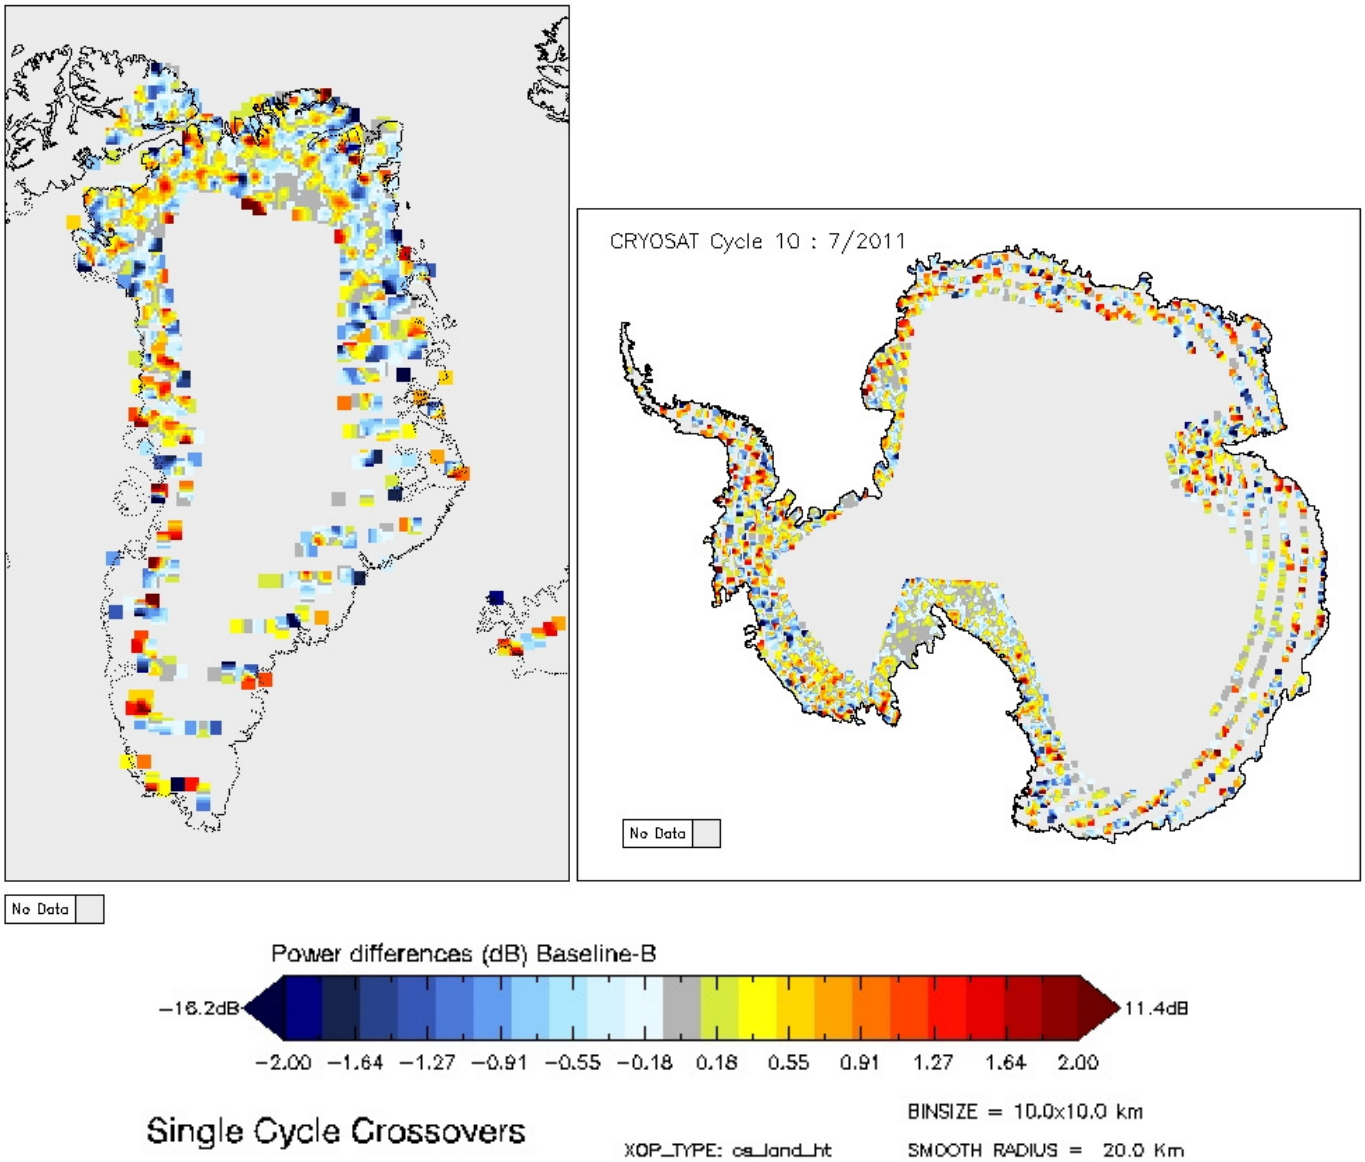 CRYOSAT Cycle 10 : 7/2011
No Data
No Data
Power differences (dB) Baseline-B
-16.2dB
11.4dB
-2.00 -1.64 -1.27 -0.91 -0.55 -0.18 0.18 0.55 0.91 1.27 1.64 2.00
BINSIZE = 10.0x10.0 km
Single Cycle Crossovers
XOP_TYPE: cs_land_ht
SMOOTH RADIUS = 20.0 Km